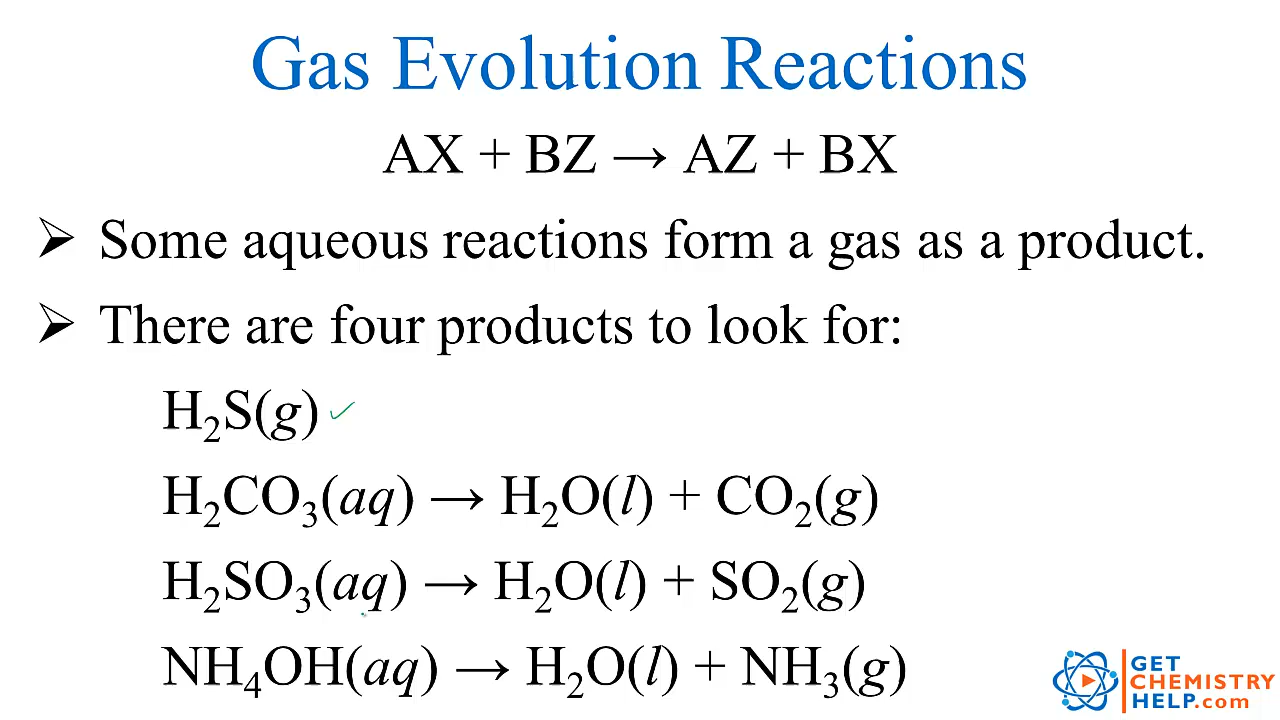 Gas Evolution Reactions
AX + BZ → AZ + BX
➢ Some aqueous reactions form a gas as a product.
➢ There are four products to look for:
H₂S(g) ✓
H₂CO₃(aq) → H₂O(l) + CO₂(g)
H₂SO₃(aq) → H₂O(l) + SO₂(g)
NH₄OH(aq) → H₂O(l) + NH₃(g)
GET
CHEMISTRY
HELP.com